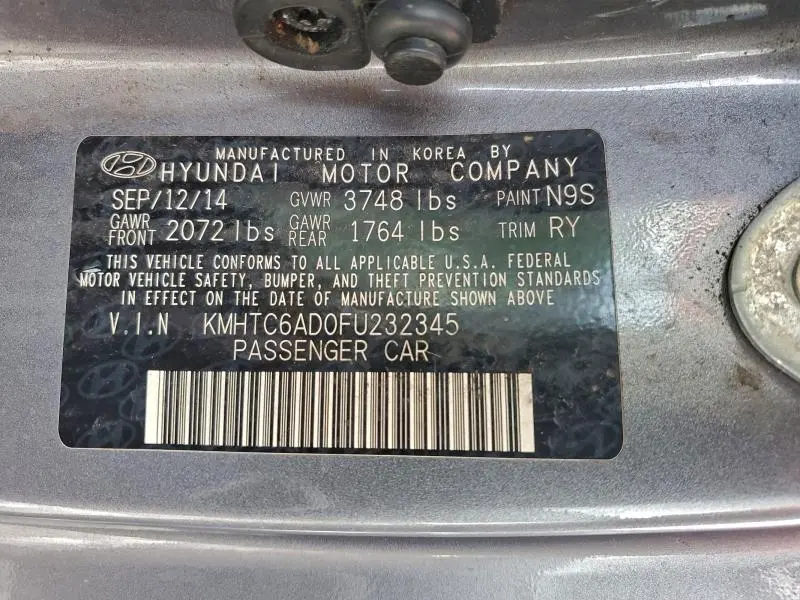 MANUFACTURED IN KOREA BY
HYUNDAI MOTOR COMPANY
SEP/12/14 GVWR 3748 lbs PAINT N9S
GAWR FRONT 2072 lbs GAWR REAR 1764 lbs TRIM RY
THIS VEHICLE CONFORMS TO ALL APPLICABLE U.S.A. FEDERAL
MOTOR VEHICLE SAFETY, BUMPER, AND THEFT PREVENTION STANDARDS
IN EFFECT ON THE DATE OF MANUFACTURE SHOWN ABOVE
V.I.N KMHTC6AD0FU232345
PASSENGER CAR